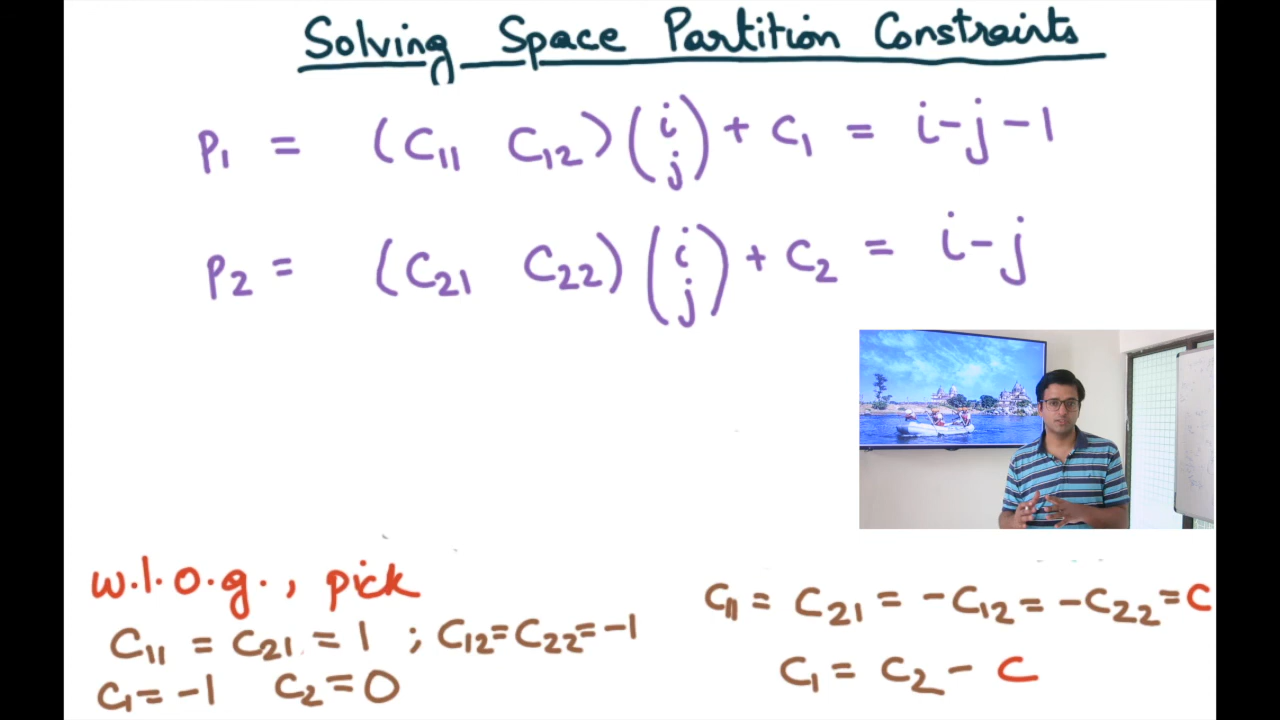 Solving Space Partition Constraints
P1 = (C11 C12)(i j) + C1 = i-j-1
P2 = (C21 C22)(i j) + C2 = i-j
w.l.o.g., pick
C11 = C21 = 1 ; C12=C22=-1
C1=-1 C2=0
C11 = C21 = -C12 = -C22 = C
C1 = C2 - C